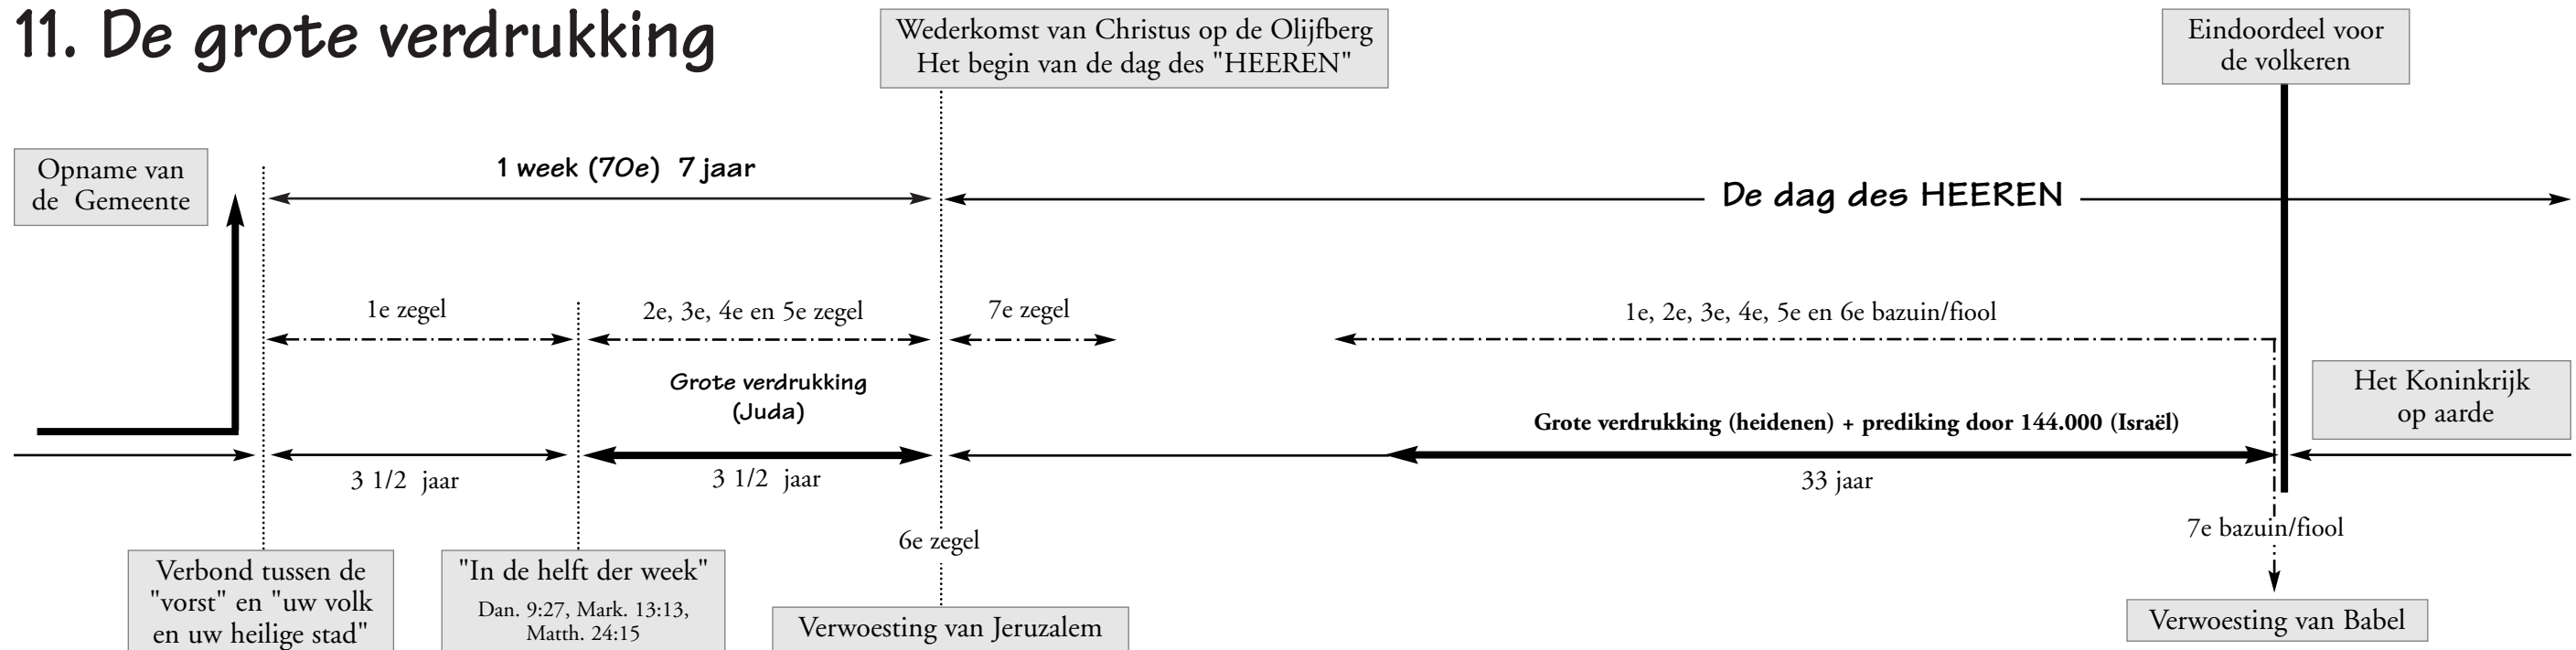 11. De grote verdrukking
Wederkomst van Christus op de Olijfberg
Het begin van de dag des "HEEREN"
Eindoordeel voor
de volkeren
Opname van
de Gemeente
1 week (70e) 7 jaar
De dag des HEEREN
1e zegel
2e, 3e, 4e en 5e zegel
7e zegel
1e, 2e, 3e, 4e, 5e en 6e bazuin/fiool
Grote verdrukking
(Juda)
Grote verdrukking (heidenen) + prediking door 144.000 (Israël)
Het Koninkrijk
op aarde
3 1/2 jaar
3 1/2 jaar
33 jaar
6e zegel
7e bazuin/fiool
Verbond tussen de
"vorst" en "uw volk
en uw heilige stad"
"In de helft der week"
Dan. 9:27, Mark. 13:13,
Matth. 24:15
Verwoesting van Jeruzalem
Verwoesting van Babel